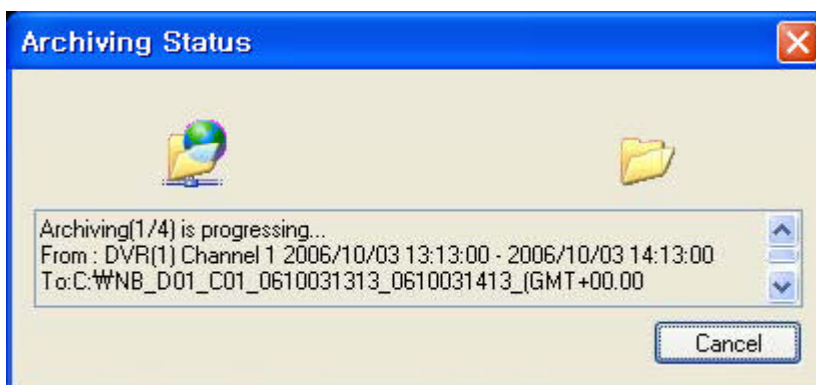 Archiving Status
Archiving(1/4) is progressing...
From : DVR(1) Channel 1 2006/10/03 13:13:00 - 2006/10/03 14:13:00
To:C:₩NB_D01_C01_0610031313_0610031413_(GMT+00.00
Cancel